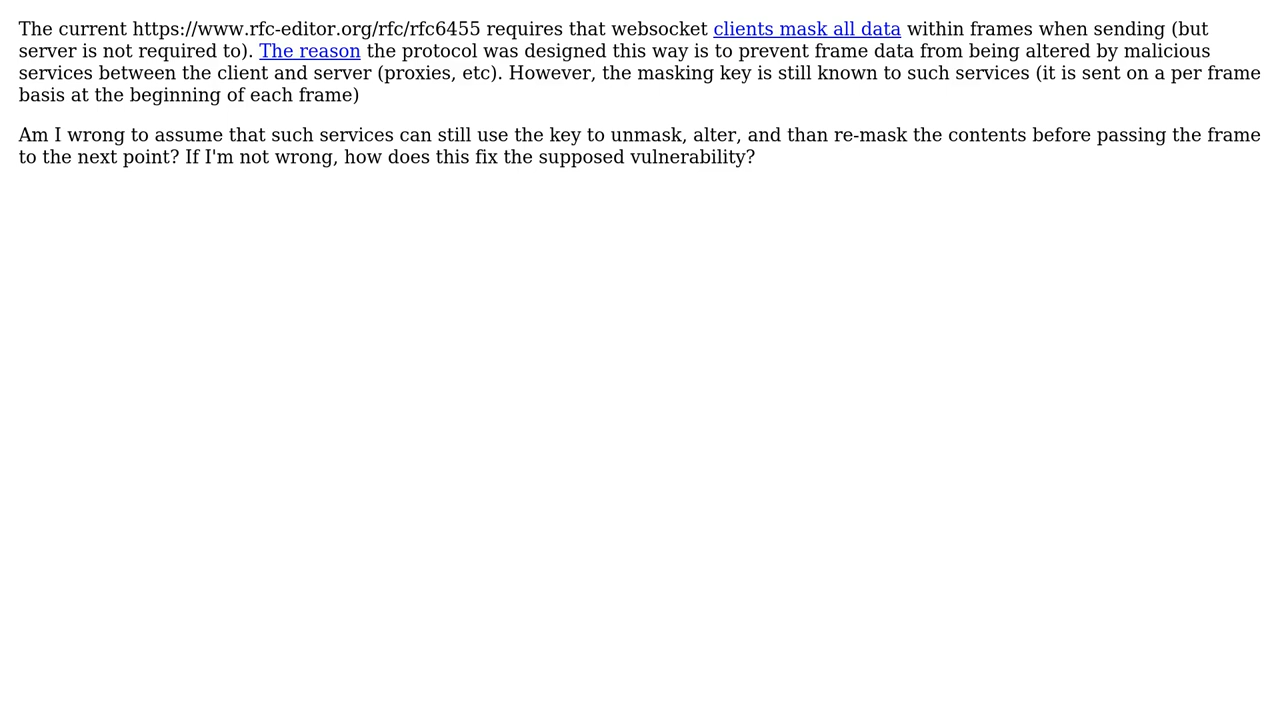 The current https://www.rfc-editor.org/rfc/rfc6455 requires that websocket clients mask all data within frames when sending (but
server is not required to). The reason the protocol was designed this way is to prevent frame data from being altered by malicious
services between the client and server (proxies, etc). However, the masking key is still known to such services (it is sent on a per frame
basis at the beginning of each frame)
Am I wrong to assume that such services can still use the key to unmask, alter, and than re-mask the contents before passing the frame
to the next point? If I'm not wrong, how does this fix the supposed vulnerability?